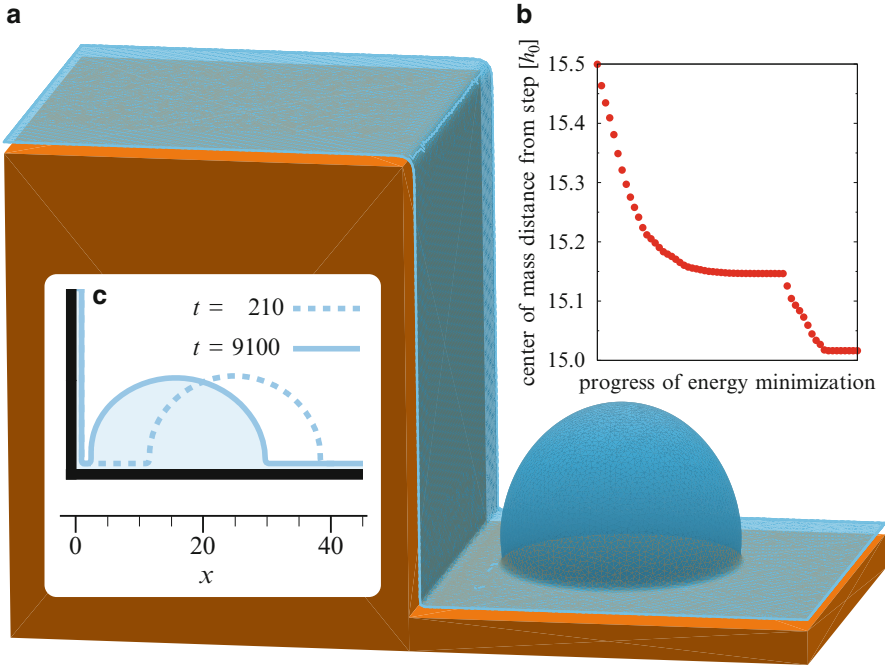 a
b
center of mass distance from step [h0]
15.5
15.4
15.3
15.2
15.1
15.0
progress of energy minimization
c
t = 210
t = 9100
0 20 40
x